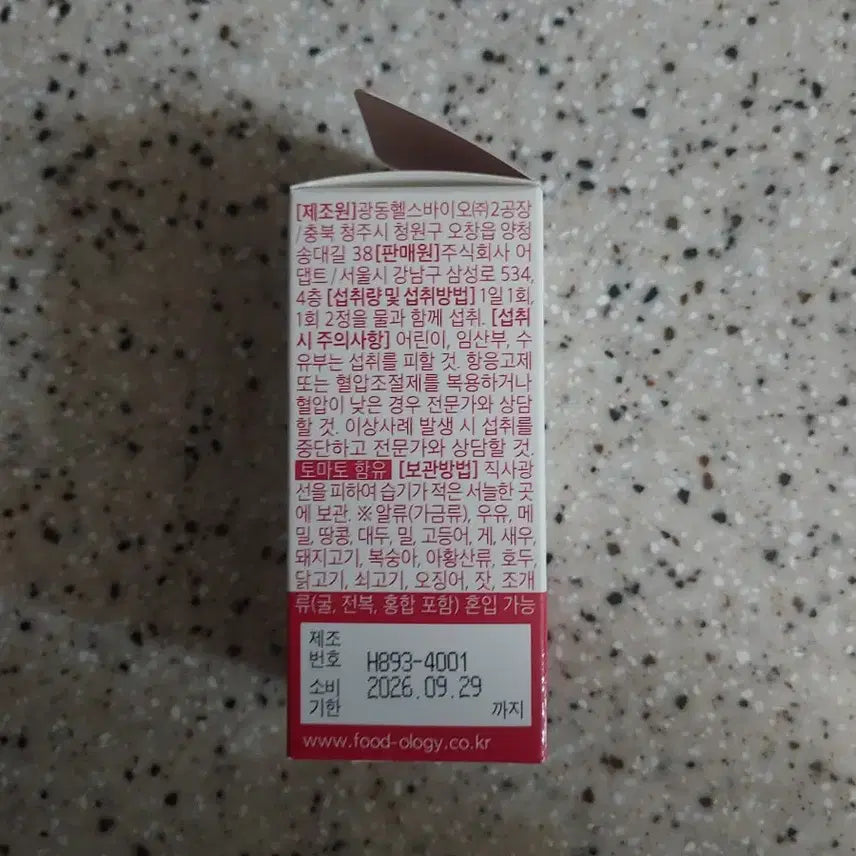 [제조원]광동헬스바이오㈜2공장
/충북 청주시 청원구 오창읍 양청
송대길 38[판매원]주식회사 어
댑트/서울시 강남구 삼성로 534,
4층 [섭취량 및 섭취방법] 1일 1회,
1회 2정을 물과 함께 섭취. [섭취
시 주의사항] 어린이, 임산부, 수
유부는 섭취를 피할 것. 항응고제
또는 혈압조절제를 복용하거나
혈압이 낮은 경우 전문가와 상담
할 것. 이상사례 발생 시 섭취를
중단하고 전문가와 상담할 것.
토마토 함유 [보관방법] 직사광
선을 피하여 습기가 적은 서늘한 곳
에 보관. ※ 알류(가금류), 우유, 메
밀, 땅콩, 대두, 밀, 고등어, 게, 새우,
돼지고기, 복숭아, 아황산류, 호두,
닭고기, 쇠고기, 오징어, 잣, 조개
류(굴, 전복, 홍합 포함) 혼입 가능
제조
번호 H893-4001
소비 2026.09.29
기한 까지
www.food-ology.co.kr